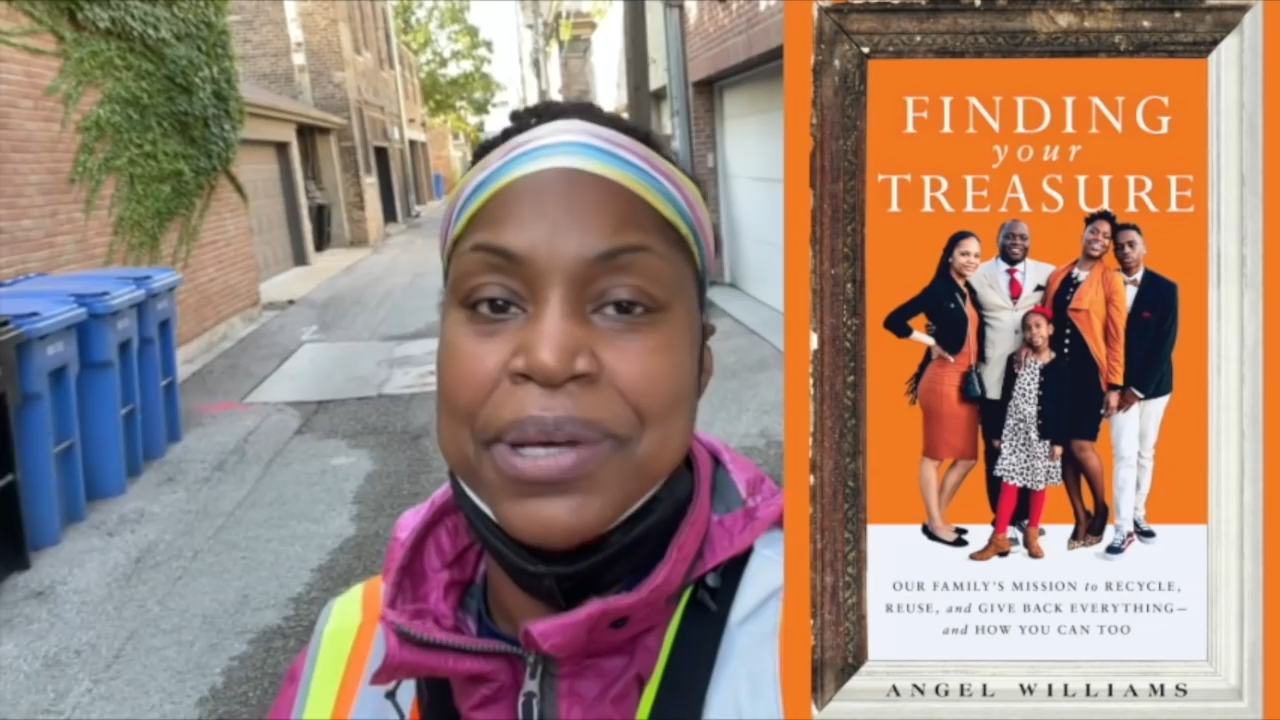 FINDING
your
TREASURE
OUR FAMILY'S MISSION to RECYCLE,
REUSE, and GIVE BACK EVERYTHING—
and HOW YOU CAN TOO
ANGEL WILLIAMS